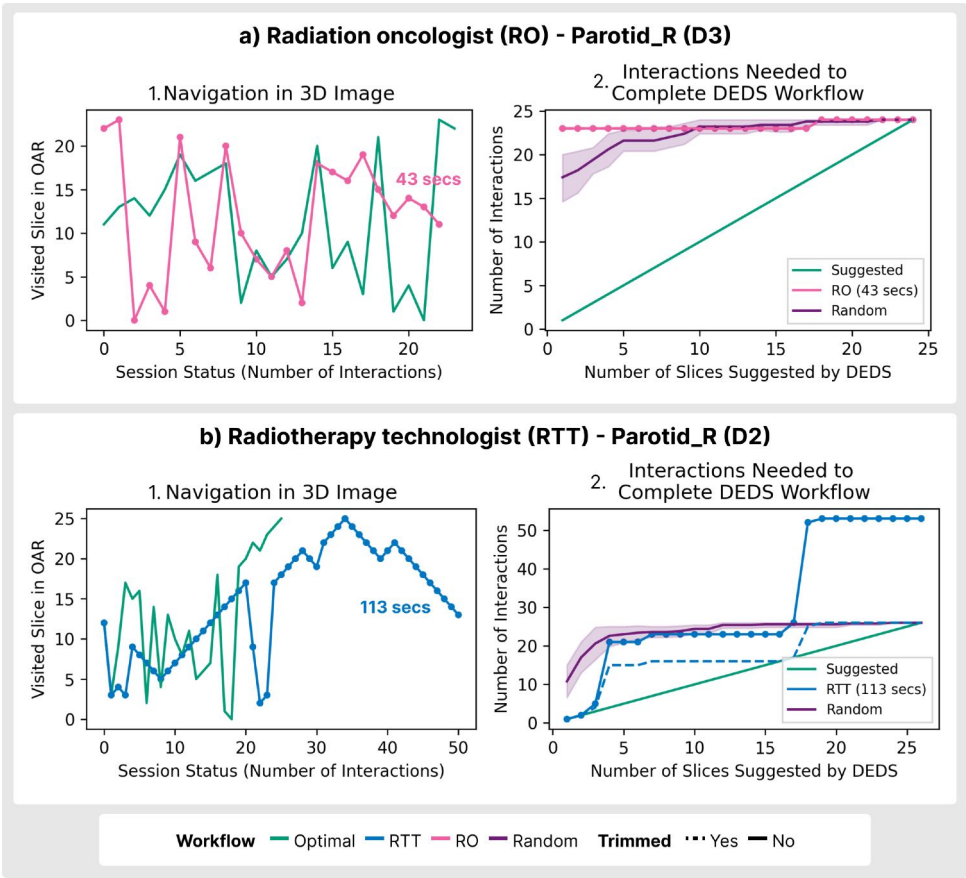 a) Radiation oncologist (RO) - Parotid_R (D3)
1. Navigation in 3D Image
Visited Slice in OAR
20
15
10
5
0
43 secs
0 5 10 15 20
Session Status (Number of Interactions)
2. Interactions Needed to
Complete DEDS Workflow
Number of Interactions
25
20
15
10
5
0
Suggested
RO (43 secs)
Random
0 5 10 15 20 25
Number of Slices Suggested by DEDS
b) Radiotherapy technologist (RTT) - Parotid_R (D2)
1. Navigation in 3D Image
Visited Slice in OAR
25
20
15
10
5
0
113 secs
0 10 20 30 40 50
Session Status (Number of Interactions)
2. Interactions Needed to
Complete DEDS Workflow
Number of Interactions
50
40
30
20
10
0
Suggested
RTT (113 secs)
Random
0 5 10 15 20 25
Number of Slices Suggested by DEDS
Workflow Optimal RTT RO Random Trimmed Yes No